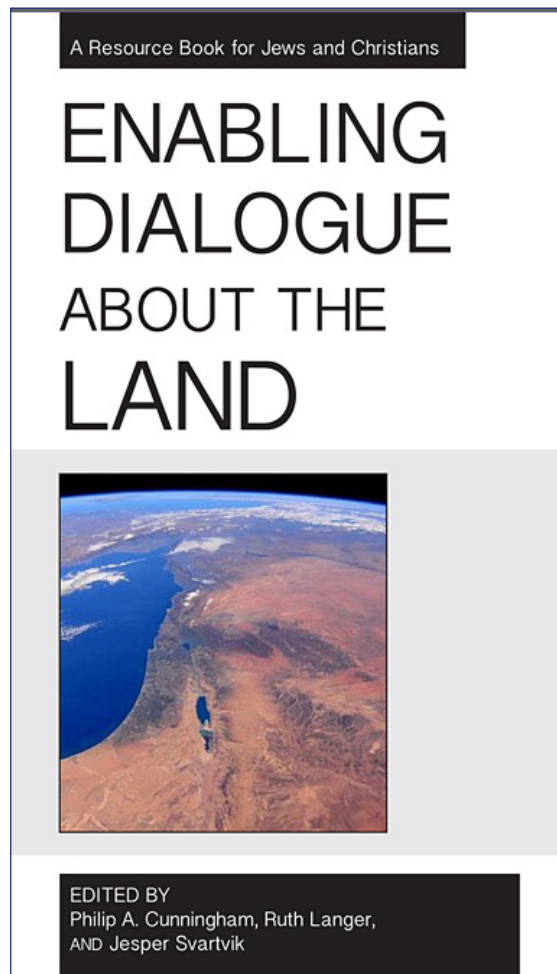 A Resource Book for Jews and Christians
ENABLING
DIALOGUE
ABOUT THE
LAND
EDITED BY
Philip A. Cunningham, Ruth Langer,
AND Jesper Svartvik